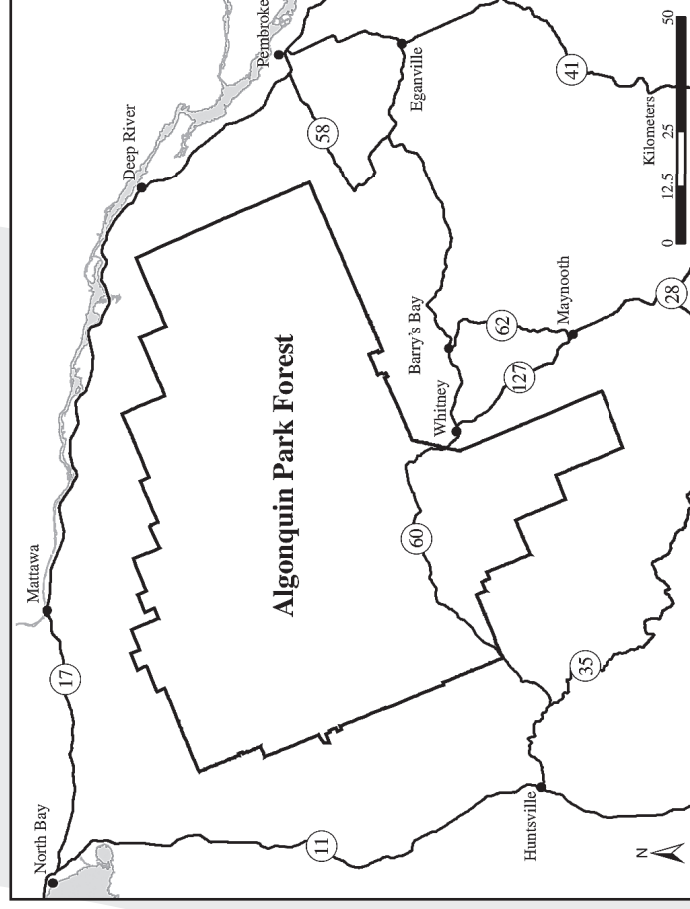 Pembroke
Deep River
58
Eganville
41
Kilometers
0
12.5
25
50
Algonquin Park Forest
Barry's Bay
62
Maynooth
28
Whitney
127
Mattawa
60
17
35
North Bay
11
Huntsville
N